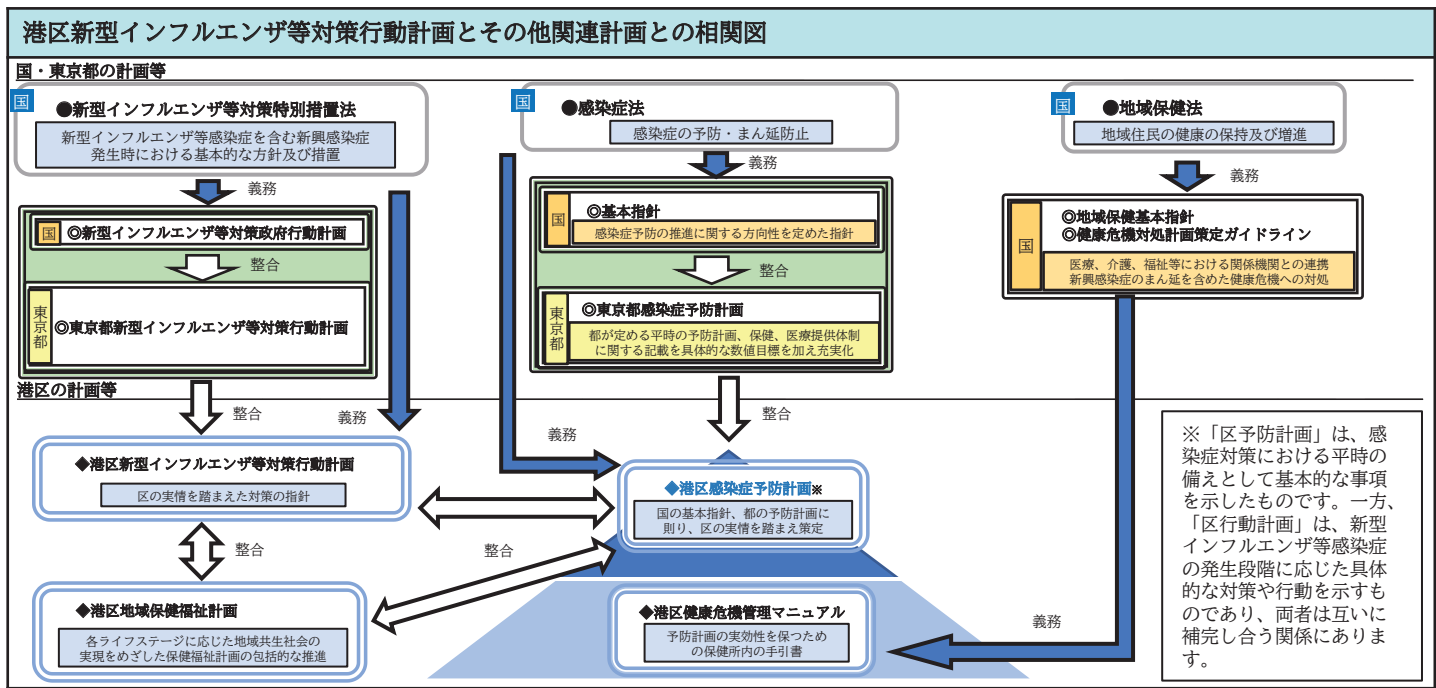 港区新型インフルエンザ等対策行動計画とその他関連計画との相関図
国・東京都の計画等
国
●新型インフルエンザ等対策特別措置法
新型インフルエンザ等感染症を含む新興感染症
発生時における基本的な方針及び措置
義務
国
◎新型インフルエンザ等対策政府行動計画
整合
東京都
◎東京都新型インフルエンザ等対策行動計画
国
●感染症法
感染症の予防・まん延防止
義務
国
◎基本指針
感染症予防の推進に関する方向性を定めた指針
整合
東京都
◎東京都感染症予防計画
都が定める平時の予防計画、保健、医療提供体制
に関する記載を具体的な数値目標を加え充実化
国
●地域保健法
地域住民の健康の保持及び増進
義務
国
◎地域保健基本指針
◎健康危機対処計画策定ガイドライン
医療、介護、福祉等における関係機関との連携
新興感染症のまん延を含めた健康危機への対処
港区の計画等
整合
義務
義務
整合
◆港区新型インフルエンザ等対策行動計画
区の実情を踏まえた対策の指針
◆港区感染症予防計画※
国の基本指針、都の予防計画に
則り、区の実情を踏まえ策定
整合
整合
◆港区地域保健福祉計画
各ライフステージに応じた地域共生社会の
実現をめざした保健福祉計画の包括的な推進
◆港区健康危機管理マニュアル
予防計画の実効性を保つため
の保健所内の手引書
義務
※「区予防計画」は、感
染症対策における平時の
備えとして基本的な事項
を示したものです。一方、
「区行動計画」は、新型
インフルエンザ等感染症
の発生段階に応じた具体
的な対策や行動を示すも
のであり、両者は互いに
補完し合う関係にありま
す。